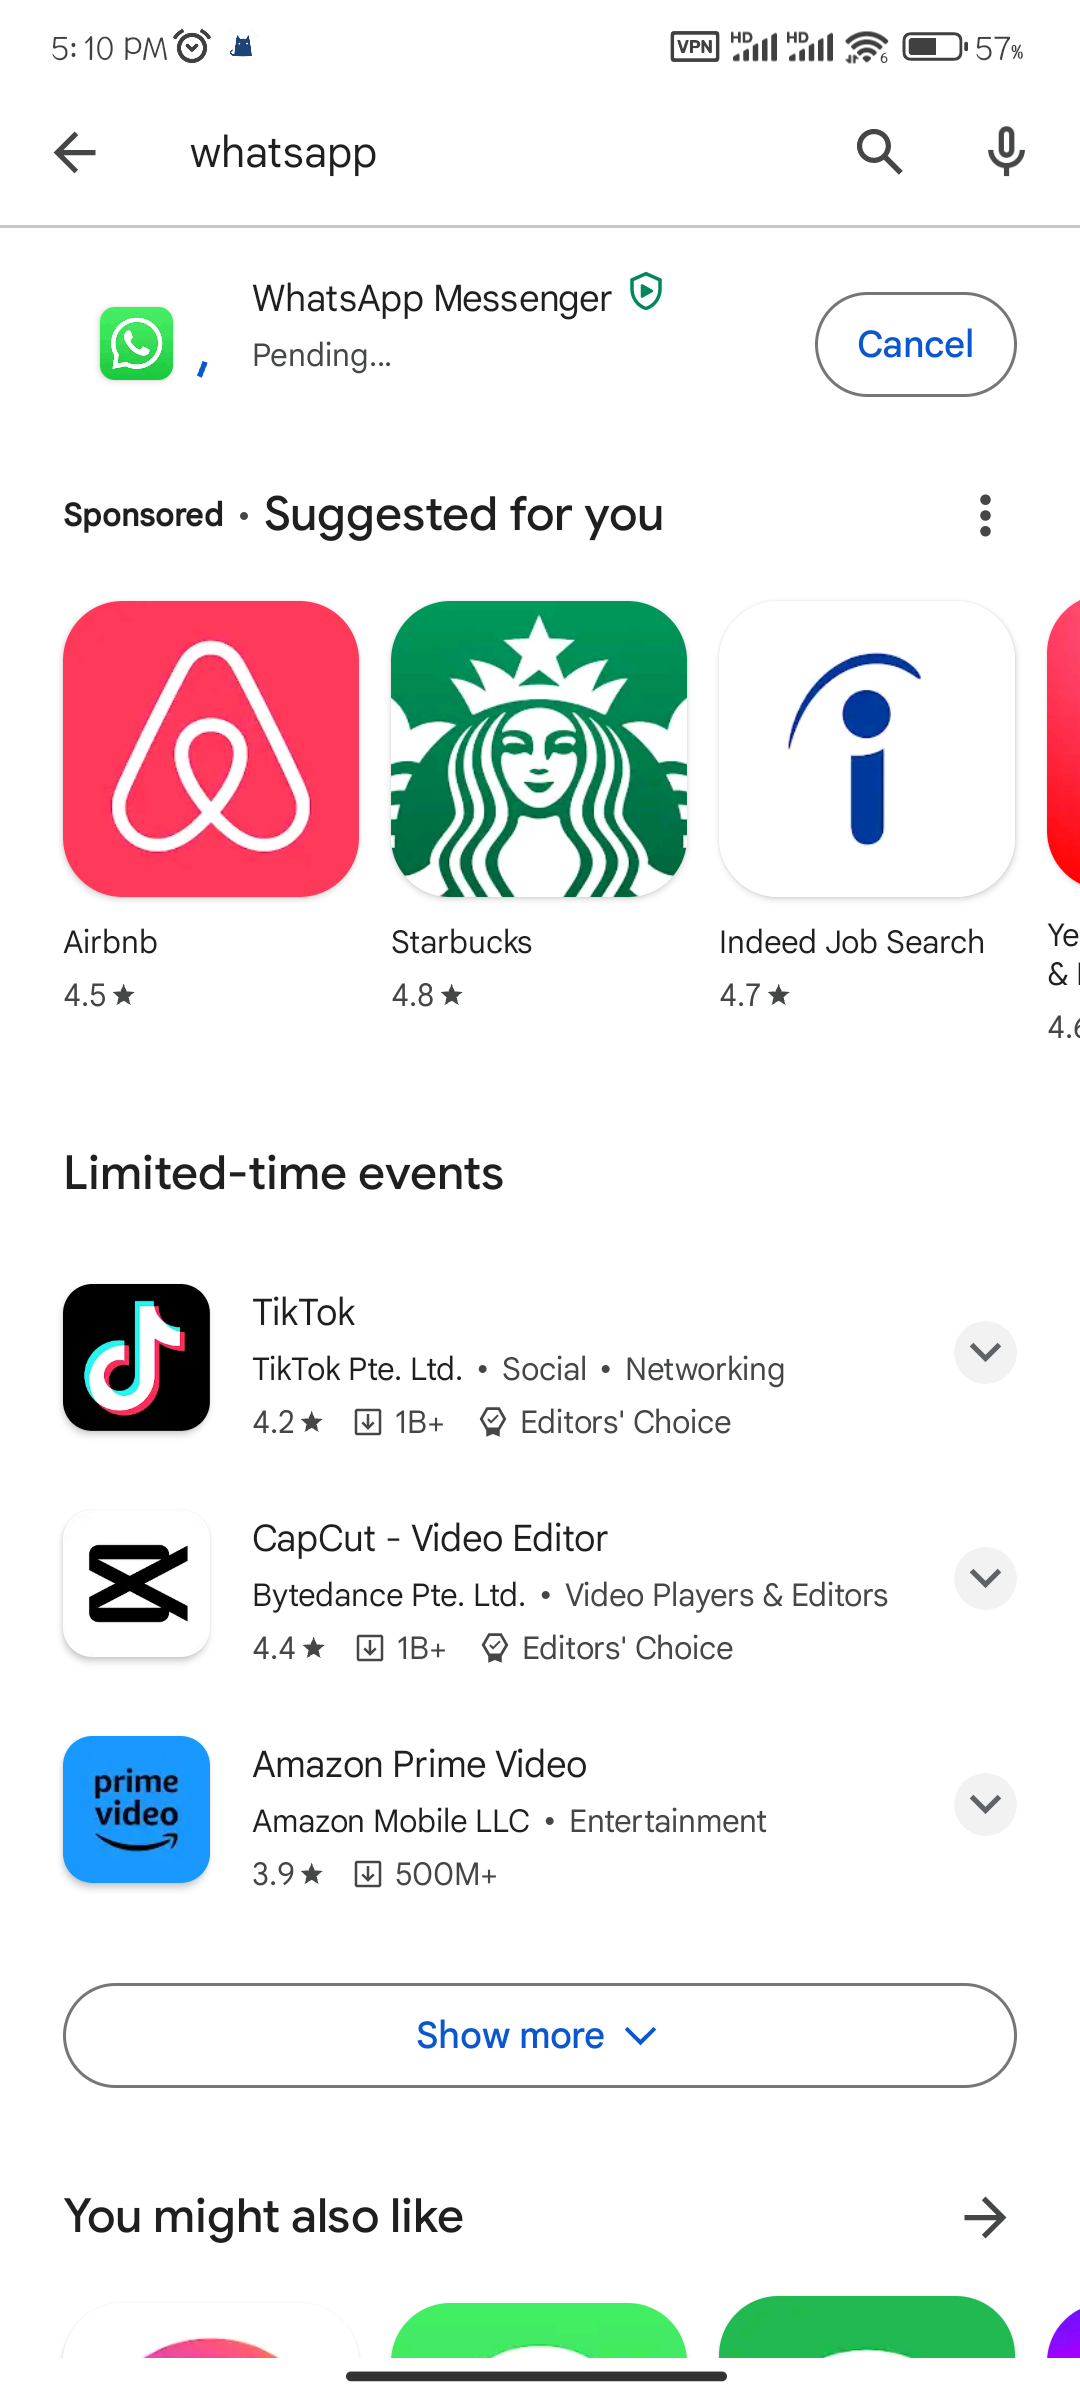 5:10 PM VPN HD HD 6 57%
whatsapp
WhatsApp Messenger
Pending...
Cancel
Sponsored • Suggested for you
Airbnb
4.5★
Starbucks
4.8★
Indeed Job Search
4.7★
Ye
&
4.6
Limited-time events
TikTok
TikTok Pte. Ltd. • Social • Networking
4.2★ 1B+ Editors' Choice
CapCut - Video Editor
Bytedance Pte. Ltd. • Video Players & Editors
4.4★ 1B+ Editors' Choice
prime
video
Amazon Prime Video
Amazon Mobile LLC • Entertainment
3.9★ 500M+
Show more
You might also like